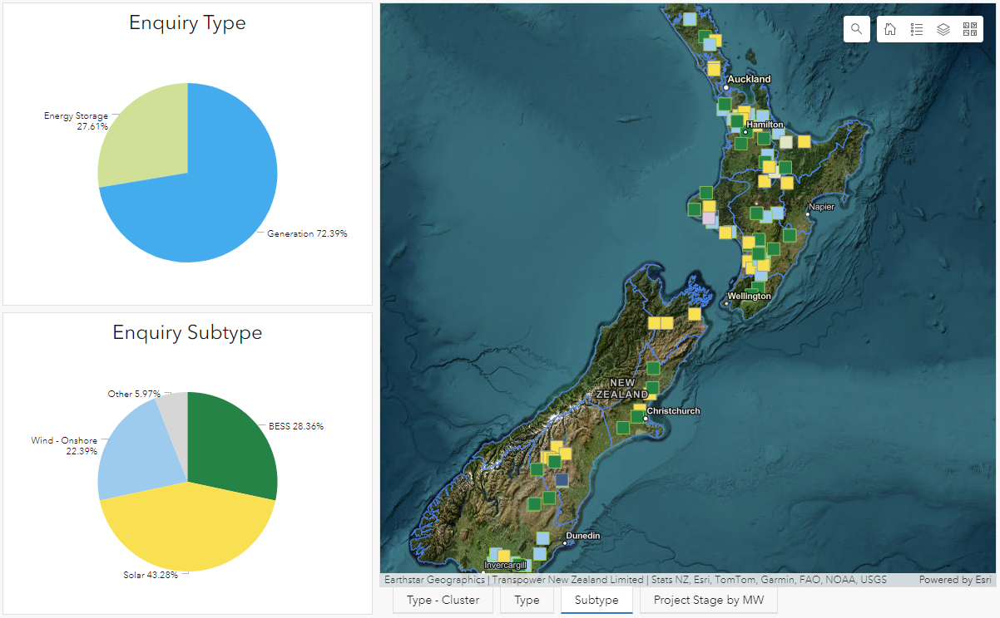 Enquiry Type
Energy Storage
27.61%
Generation 72.39%
Enquiry Subtype
Other 5.97%
BESS 28.36%
Wind - Onshore
22.39%
Solar 43.28%
Auckland
Hamilton
Napier
Wellington
NEW
ZEALAND
Christchurch
Dunedin
Invercargill
Earthstar Geographics | Transpower New Zealand Limited | Stats NZ, Esri, TomTom, Garmin, FAO, NOAA, USGS
Powered by Esri
Type - Cluster
Type
Subtype
Project Stage by MW